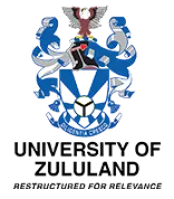 DILIGENTIA CRESCO
UNIVERSITY OF
ZULULAND
RESTRUCTURED FOR RELEVANCE